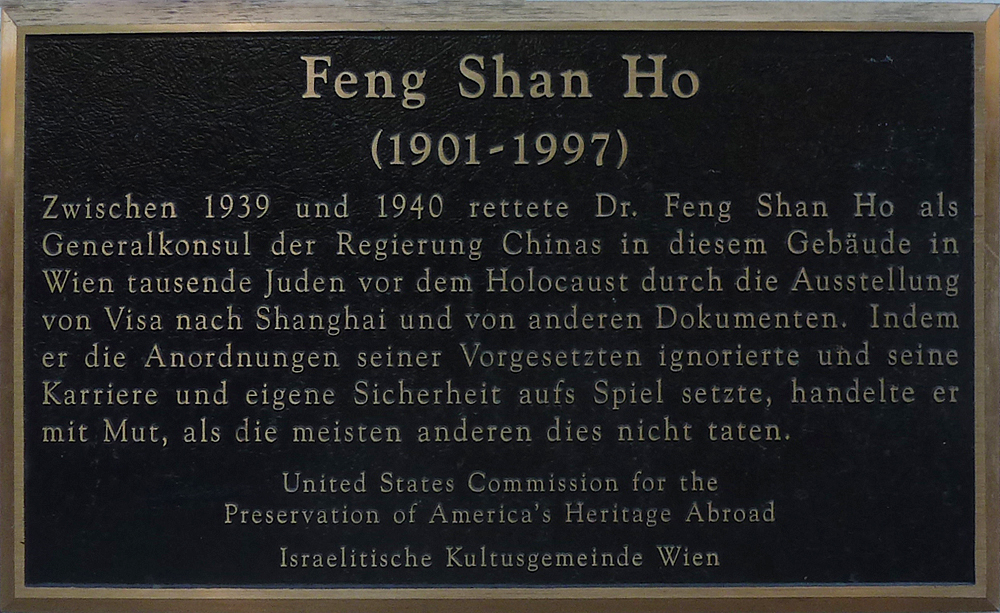 Feng Shan Ho
(1901-1997)
Zwischen 1939 und 1940 rettete Dr. Feng Shan Ho als
Generalkonsul der Regierung Chinas in diesem Gebäude in
Wien tausende Juden vor dem Holocaust durch die Ausstellung
von Visa nach Shanghai und von anderen Dokumenten. Indem
er die Anordnungen seiner Vorgesetzten ignorierte und seine
Karriere und eigene Sicherheit aufs Spiel setzte, handelte er
mit Mut, als die meisten anderen dies nicht taten.
United States Commission for the
Preservation of America's Heritage Abroad
Israelitische Kultusgemeinde Wien